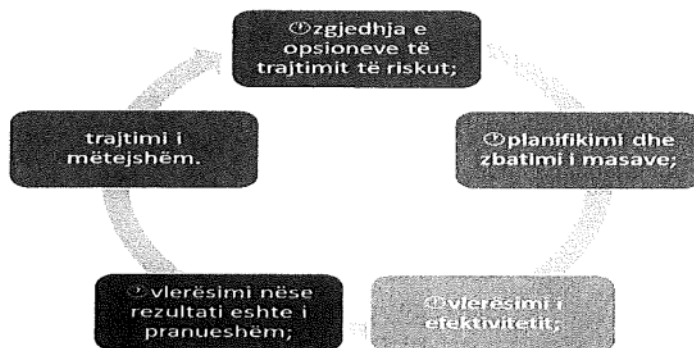 🕐zgjedhja e
opsioneve të
trajtimit të riskut;
🕐planifikimi dhe
zbatimi i masave;
🕐vlerësimi i
efektivitetit;
🕐vlerësimi nëse
rezultati eshte i
pranueshëm;
trajtimi i
mëtejshëm.